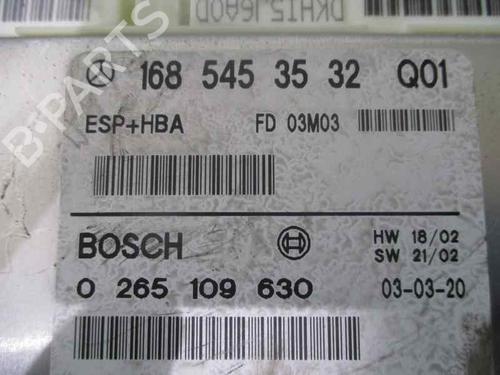 DKHI5J6A0D
168 545 35 32 Q01
ESP+HBA FD 03M03
BOSCH HW 18/02
SW 21/02
0 265 109 630 03-03-20
B-PARTS